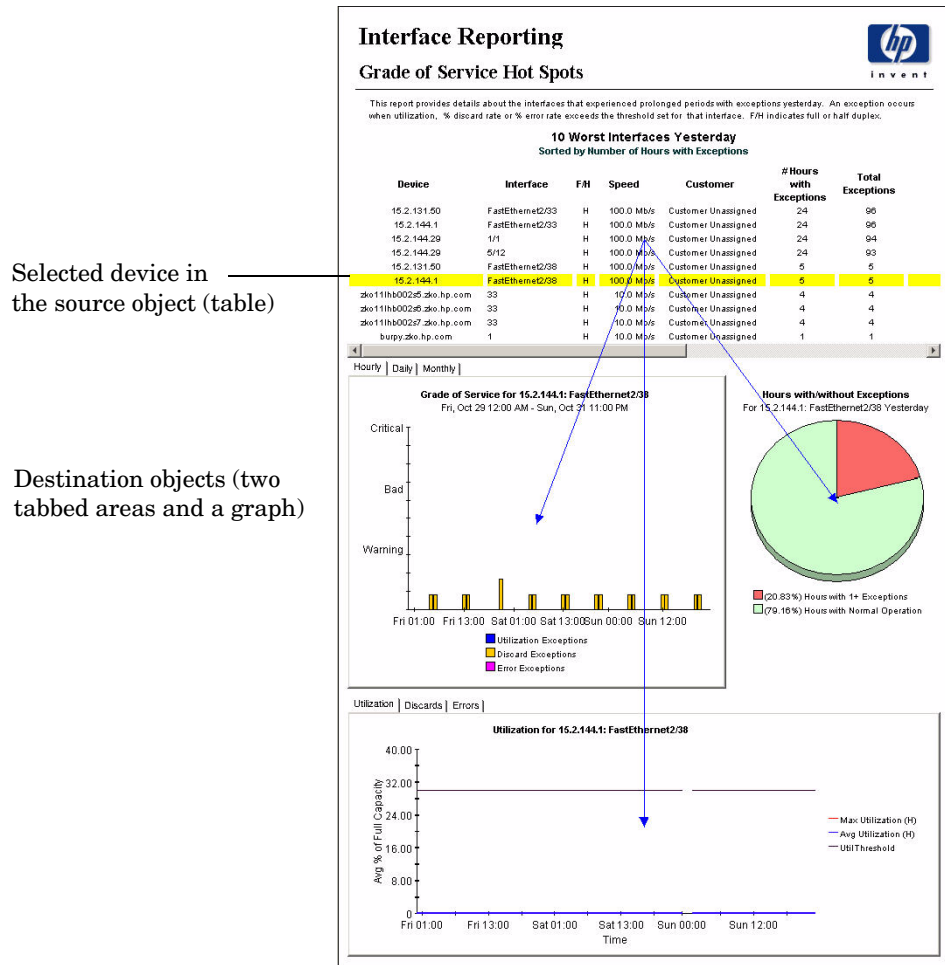 Interface Reporting
hp
invent
Grade of Service Hot Spots
This report provides details about the interfaces that experienced prolonged periods with exceptions yesterday. An exception occurs
when utilization, % discard rate or % error rate exceeds the threshold set for that interface. F/H indicates full or half duplex.
10 Worst Interfaces Yesterday
Sorted by Number of Hours with Exceptions
Device Interface F/H Speed Customer # Hours with Exceptions Total Exceptions
15.2.131.50 FastEthernet2/33 H 100.0 Mb/s Customer Unassigned 24 96
15.2.144.1 FastEthernet2/33 H 100.0 Mb/s Customer Unassigned 24 96
15.2.144.29 1/1 H 100.0 Mb/s Customer Unassigned 24 94
15.2.144.29 5/12 H 100.0 Mb/s Customer Unassigned 24 93
15.2.131.50 FastEthernet2/38 H 100.0 Mb/s Customer Unassigned 5 5
15.2.144.1 FastEthernet2/38 H 100.0 Mb/s Customer Unassigned 5 5
zko11lhb002s5.zko.hp.com 33 H 10.0 Mb/s Customer Unassigned 4 4
zko11lhb002s6.zko.hp.com 33 H 10.0 Mb/s Customer Unassigned 4 4
zko11lhb002s7.zko.hp.com 33 H 10.0 Mb/s Customer Unassigned 4 4
burpy.zko.hp.com 1 H 10.0 Mb/s Customer Unassigned 1 1
Selected device in
the source object (table)
Hourly Daily Monthly
Grade of Service for 15.2.144.1: FastEthernet2/38
Fri, Oct 29 12:00 AM - Sun, Oct 31 11:00 PM
Critical
Bad
Warning
Fri 01:00 Fri 13:00 Sat 01:00 Sat 13:00 Sun 00:00 Sun 12:00
Utilization Exceptions
Discard Exceptions
Error Exceptions
Hours with/without Exceptions
For 15.2.144.1: FastEthernet2/38 Yesterday
(20.83%) Hours with 1+ Exceptions
(79.16%) Hours with Normal Operation
Destination objects (two
tabbed areas and a graph)
Utilization Discards Errors
Utilization for 15.2.144.1: FastEthernet2/38
Avg % of Full Capacity
40.00
32.00
24.00
16.00
8.00
0
Fri 01:00 Fri 13:00 Sat 01:00 Sat 13:00 Sun 00:00 Sun 12:00
Time
Max Utilization (H)
Avg Utilization (H)
UtilThreshold